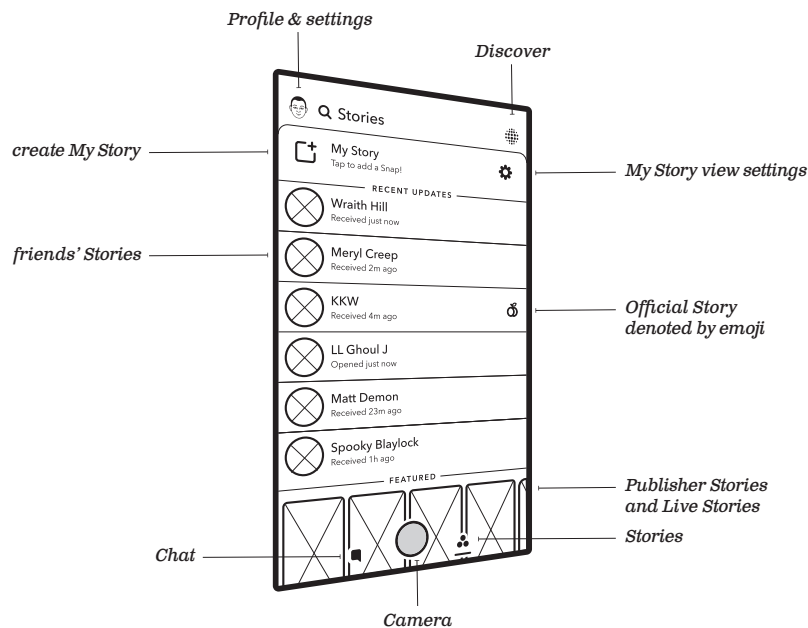 Profile & settings
Discover
Stories
create My Story
My Story
Tap to add a Snap!
My Story view settings
RECENT UPDATES
Wraith Hill
Received just now
friends’ Stories
Meryl Creep
Received 2m ago
KKW
Received 4m ago
Official Story
denoted by emoji
LL Ghoul J
Opened just now
Matt Demon
Received 23m ago
Spooky Blaylock
Received 1h ago
FEATURED
Publisher Stories
and Live Stories
Stories
Chat
Camera